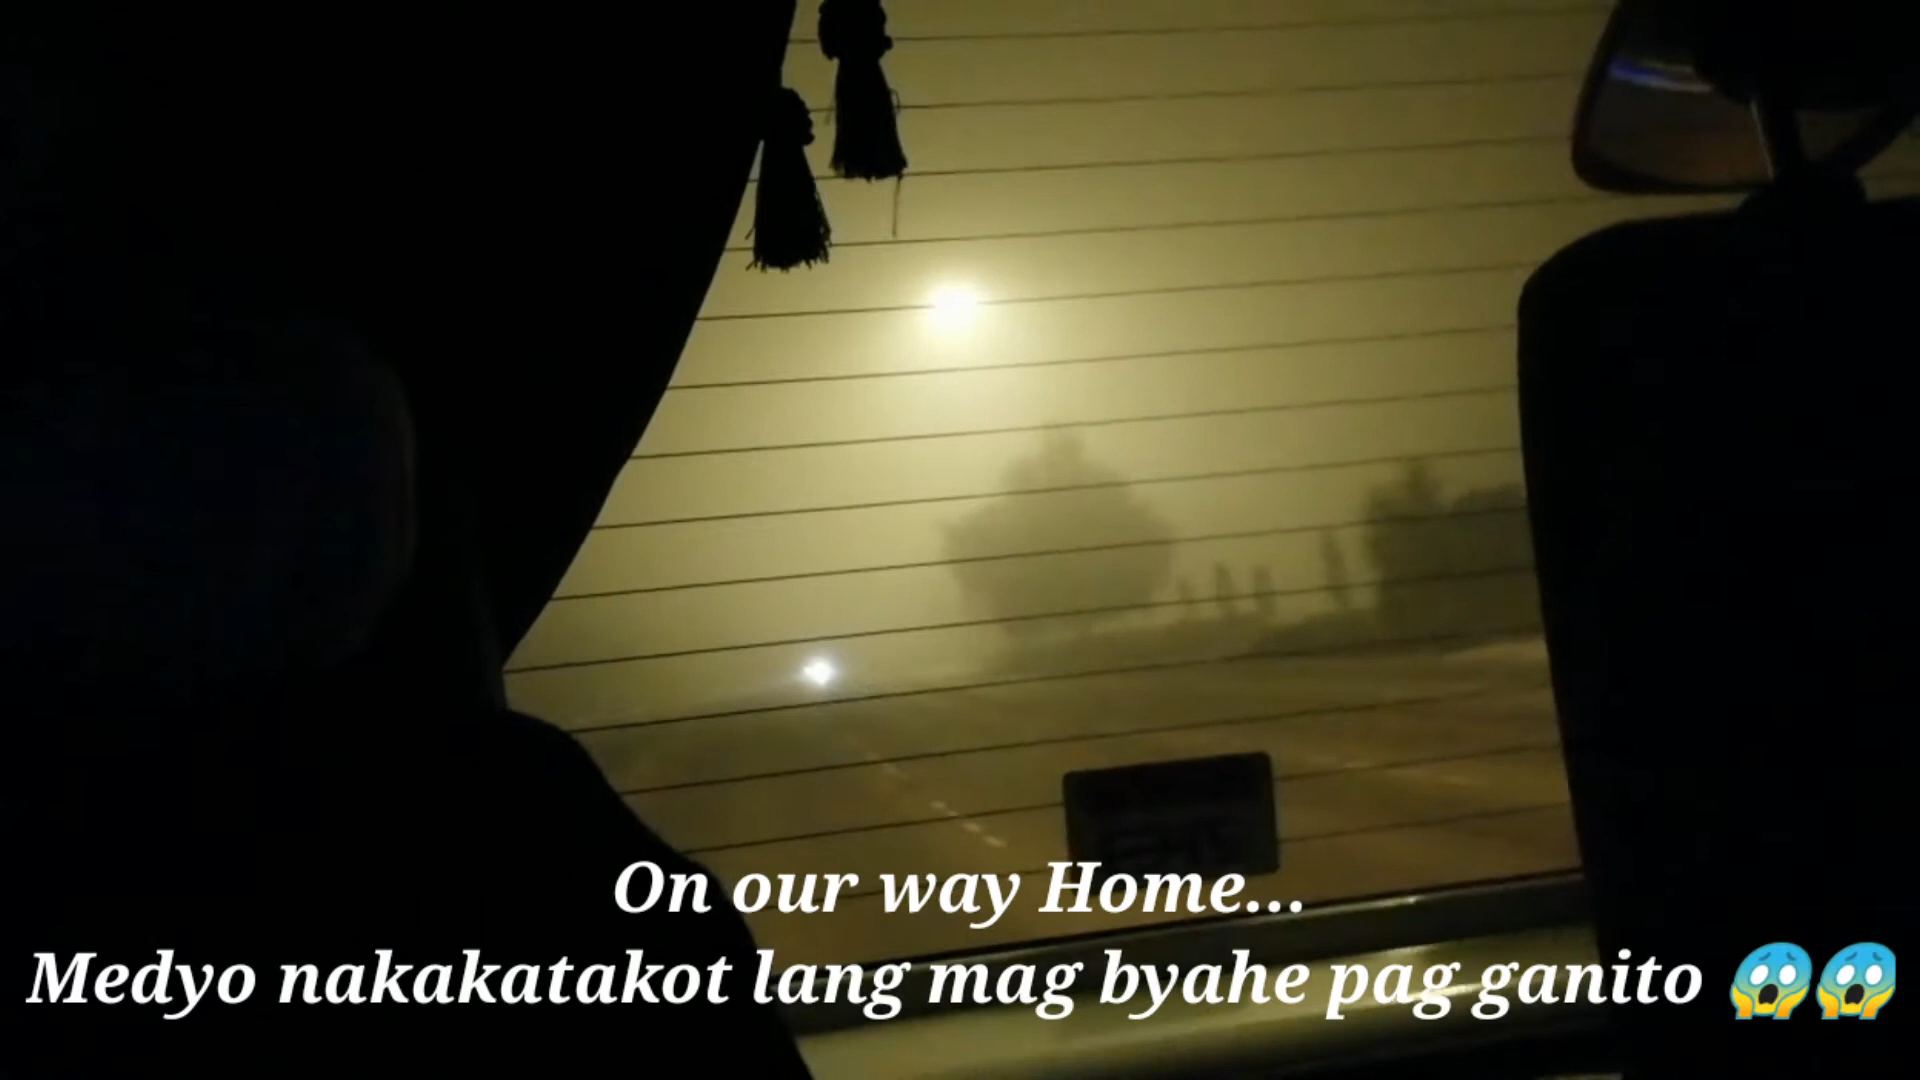 On our way Home...
Medyo nakakatakot lang mag byahe pag ganito 😱😱